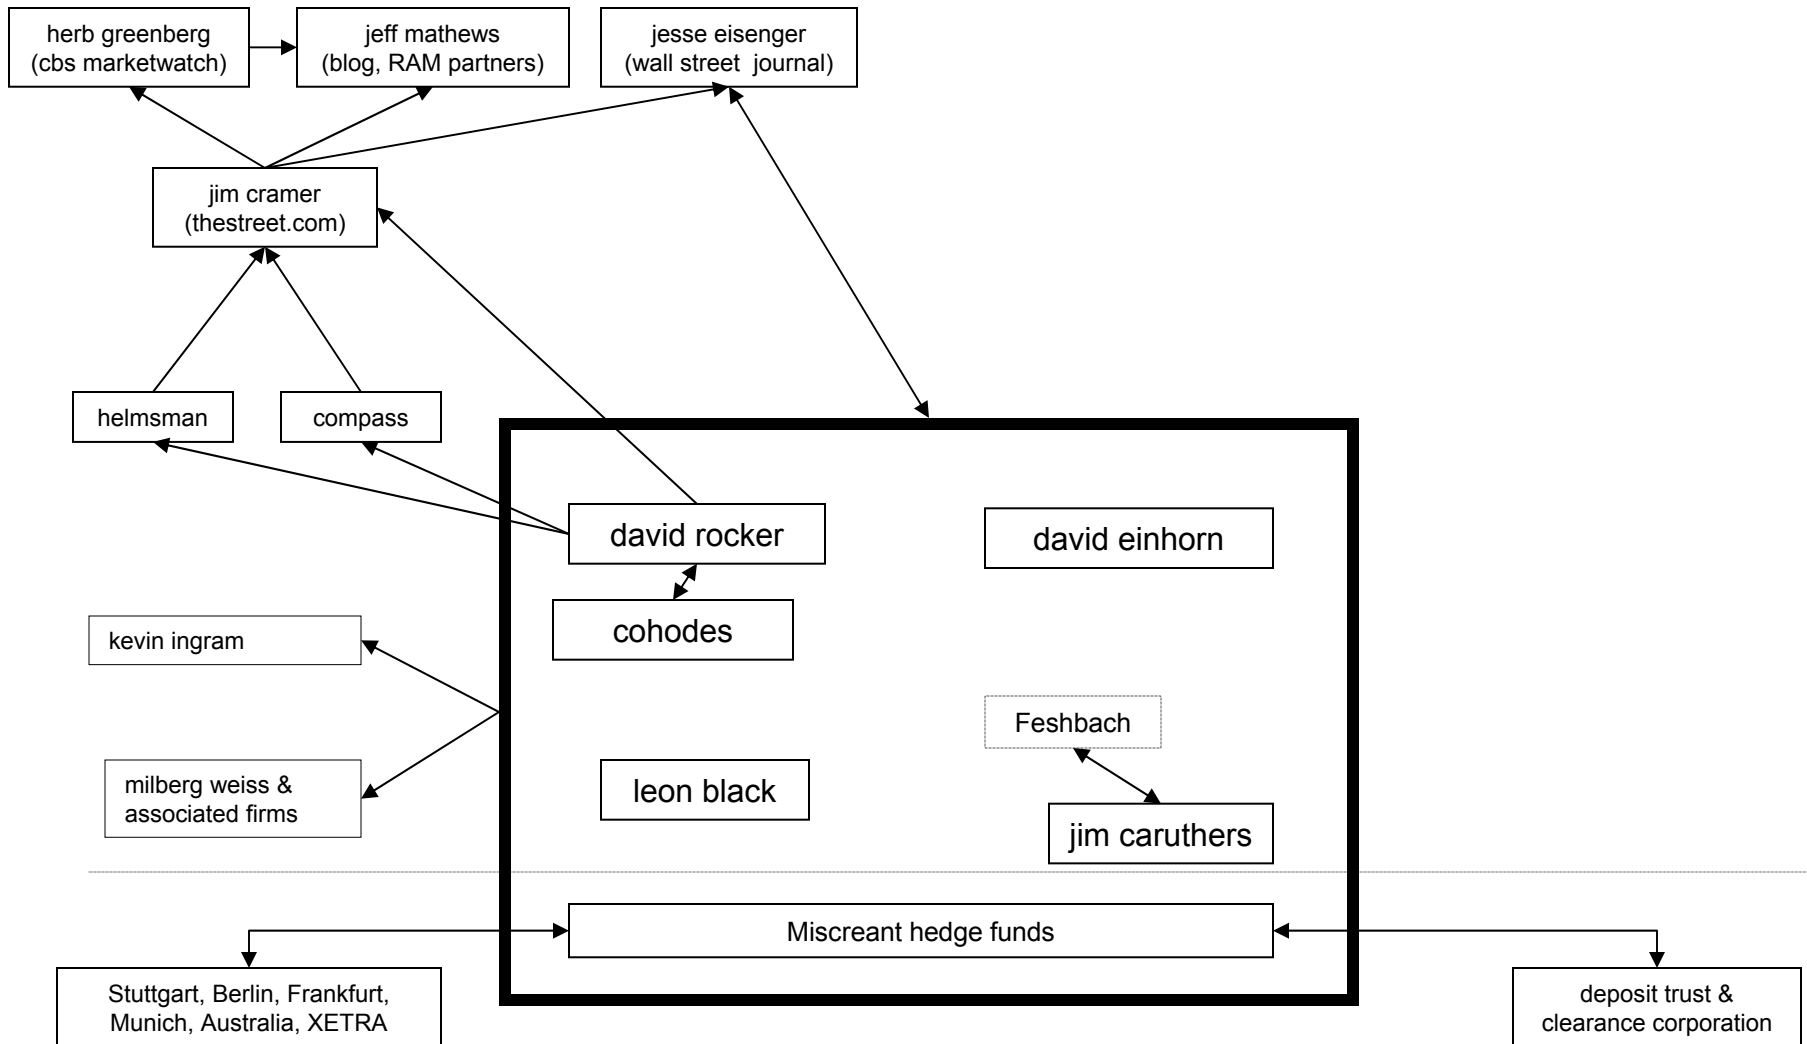 herb greenberg
(cbs marketwatch)
jeff mathews
(blog, RAM partners)
jesse eisenger
(wall street  journal)
jim cramer
(thestreet.com)
helmsman
compass
david rocker
david einhorn
cohodes
kevin ingram
Feshbach
milberg weiss &
associated firms
leon black
jim caruthers
Miscreant hedge funds
Stuttgart, Berlin, Frankfurt,
Munich, Australia, XETRA
deposit trust &
clearance corporation